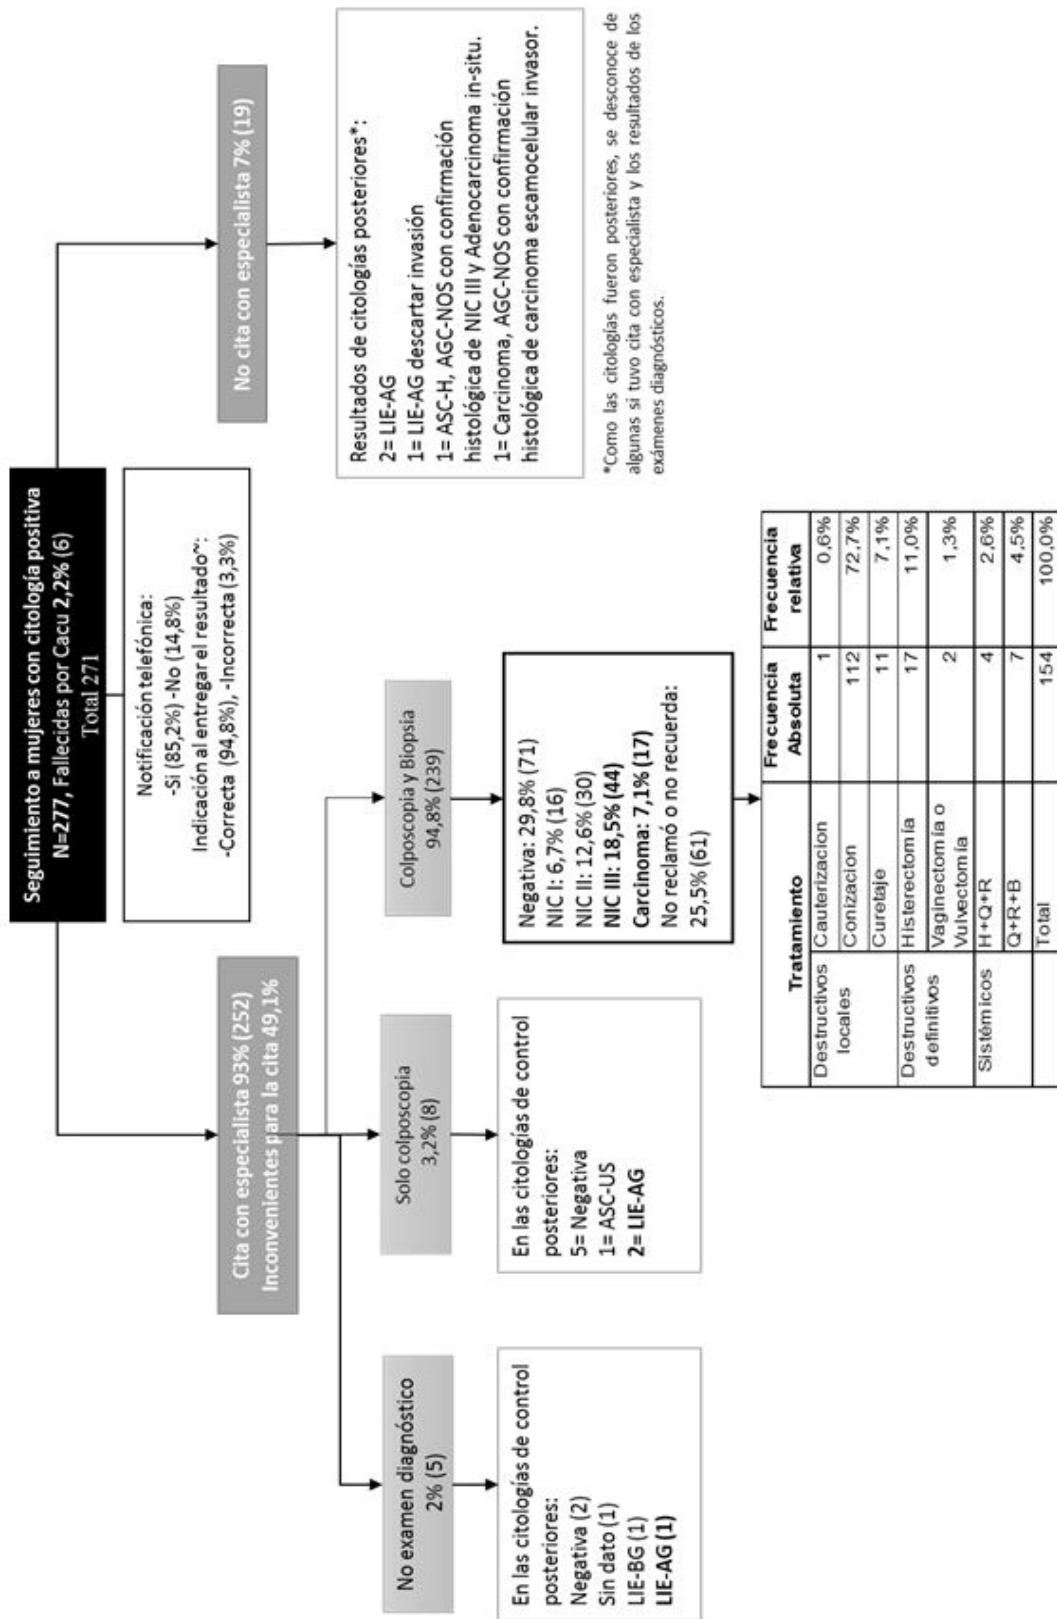 Seguimiento a mujeres con citología positiva
N=277, Fallecidas por Cacu 2,2% (6)
Total 271
Notificación telefónica:
-Si (85,2%) -No (14,8%)
Indicación al entregar el resultado~:
-Correcta (94,8%), -Incorrecta (3,3%)
Cita con especialista 93% (252)
Inconvenientes para la cita 49,1%
No cita con especialista 7% (19)
No examen diagnóstico
2% (5)
Solo colposcopia
3,2% (8)
Colposcopia y Biopsia
94,8% (239)
En las citologías de control
posteriores:
Negativa (2)
Sin dato (1)
LIE-BG (1)
LIE-AG (1)
En las citologías de control
posteriores:
5= Negativa
1= ASC-US
2= LIE-AG
Negativa: 29,8% (71)
NIC I: 6,7% (16)
NIC II: 12,6% (30)
NIC III: 18,5% (44)
Carcinoma: 7,1% (17)
No reclamó o no recuerda:
25,5% (61)
Resultados de citologías posteriores*:
2= LIE-AG
1= LIE-AG descartar invasión
1= ASC-H, AGC-NOS con confirmación
histológica de NIC III y Adenocarcinoma in-situ.
1= Carcinoma, AGC-NOS con confirmación
histológica de carcinoma escamocelular invasor.
*Como las citologías fueron posteriores, se desconoce de
algunas si tuvo cita con especialista y los resultados de los
exámenes diagnósticos.
Tratamiento Frecuencia Absoluta Frecuencia relativa
Destructivos locales Cauterizacion 1 0,6%
Conizacion 112 72,7%
Curetaje 11 7,1%
Destructivos definitivos Histerectomía 17 11,0%
Vaginectomía o Vulvectomía 2 1,3%
Sistémicos H+Q+R 4 2,6%
Q+R+B 7 4,5%
Total 154 100,0%